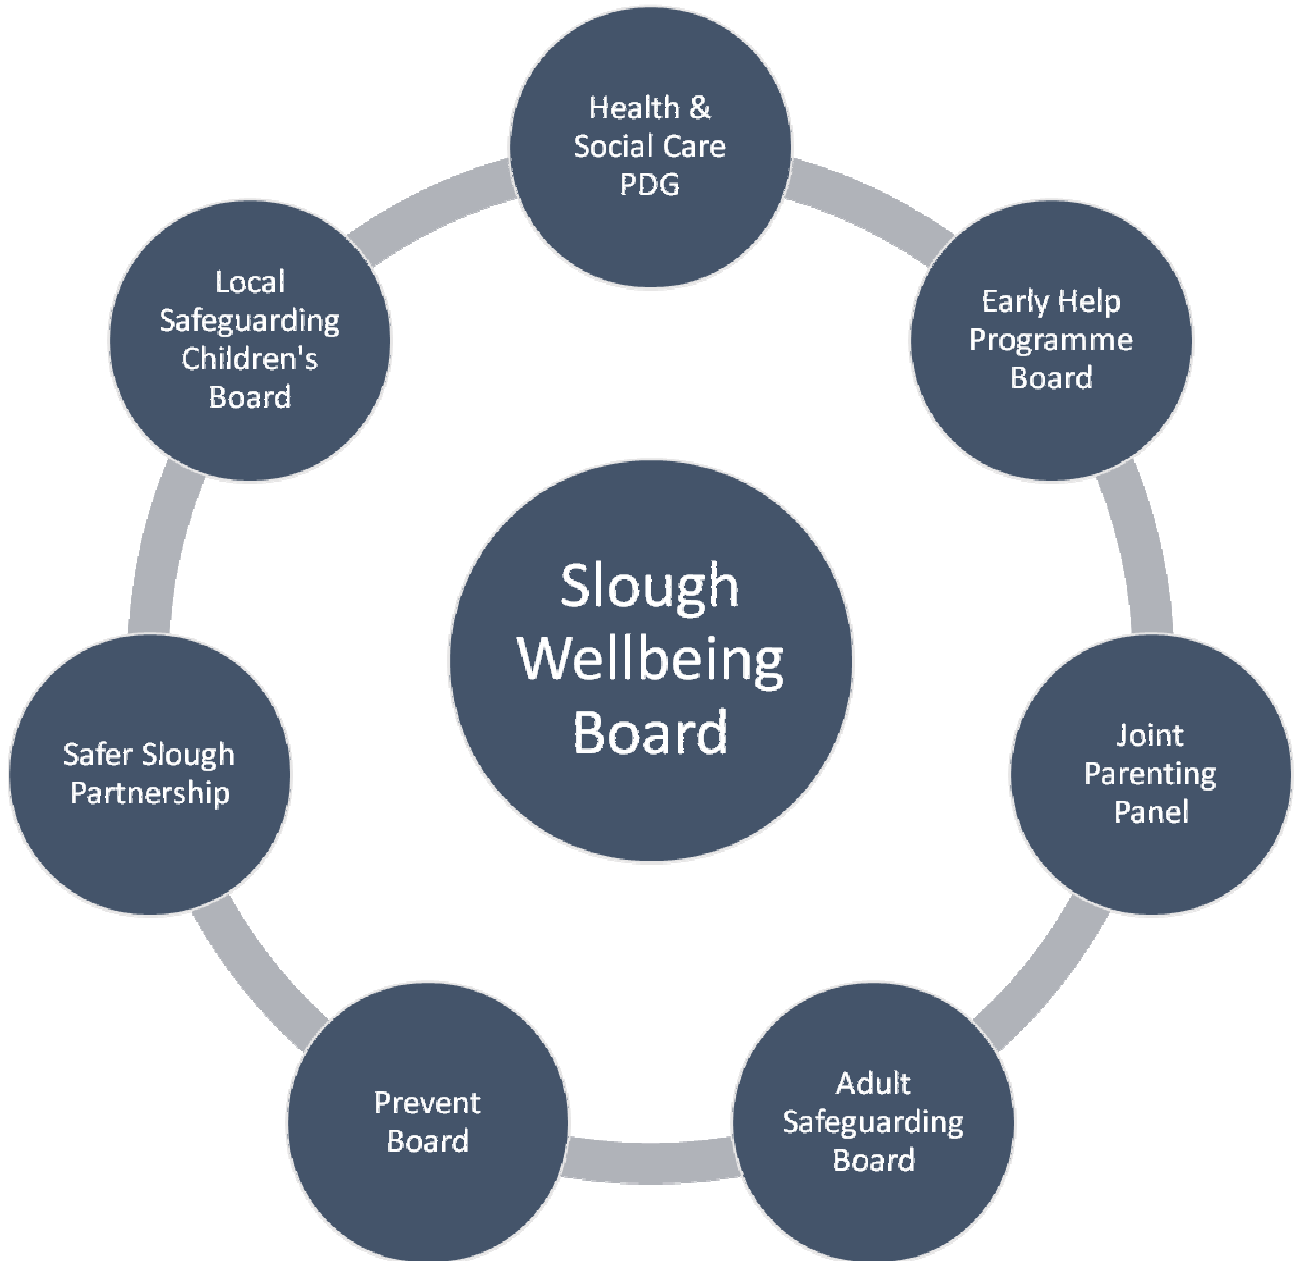 Health &
Social Care
PDG
Early Help
Programme
Board
Joint
Parenting
Panel
Adult
Safeguarding
Board
Prevent
Board
Safer Slough
Partnership
Local
Safeguarding
Children's
Board
Slough
Wellbeing
Board